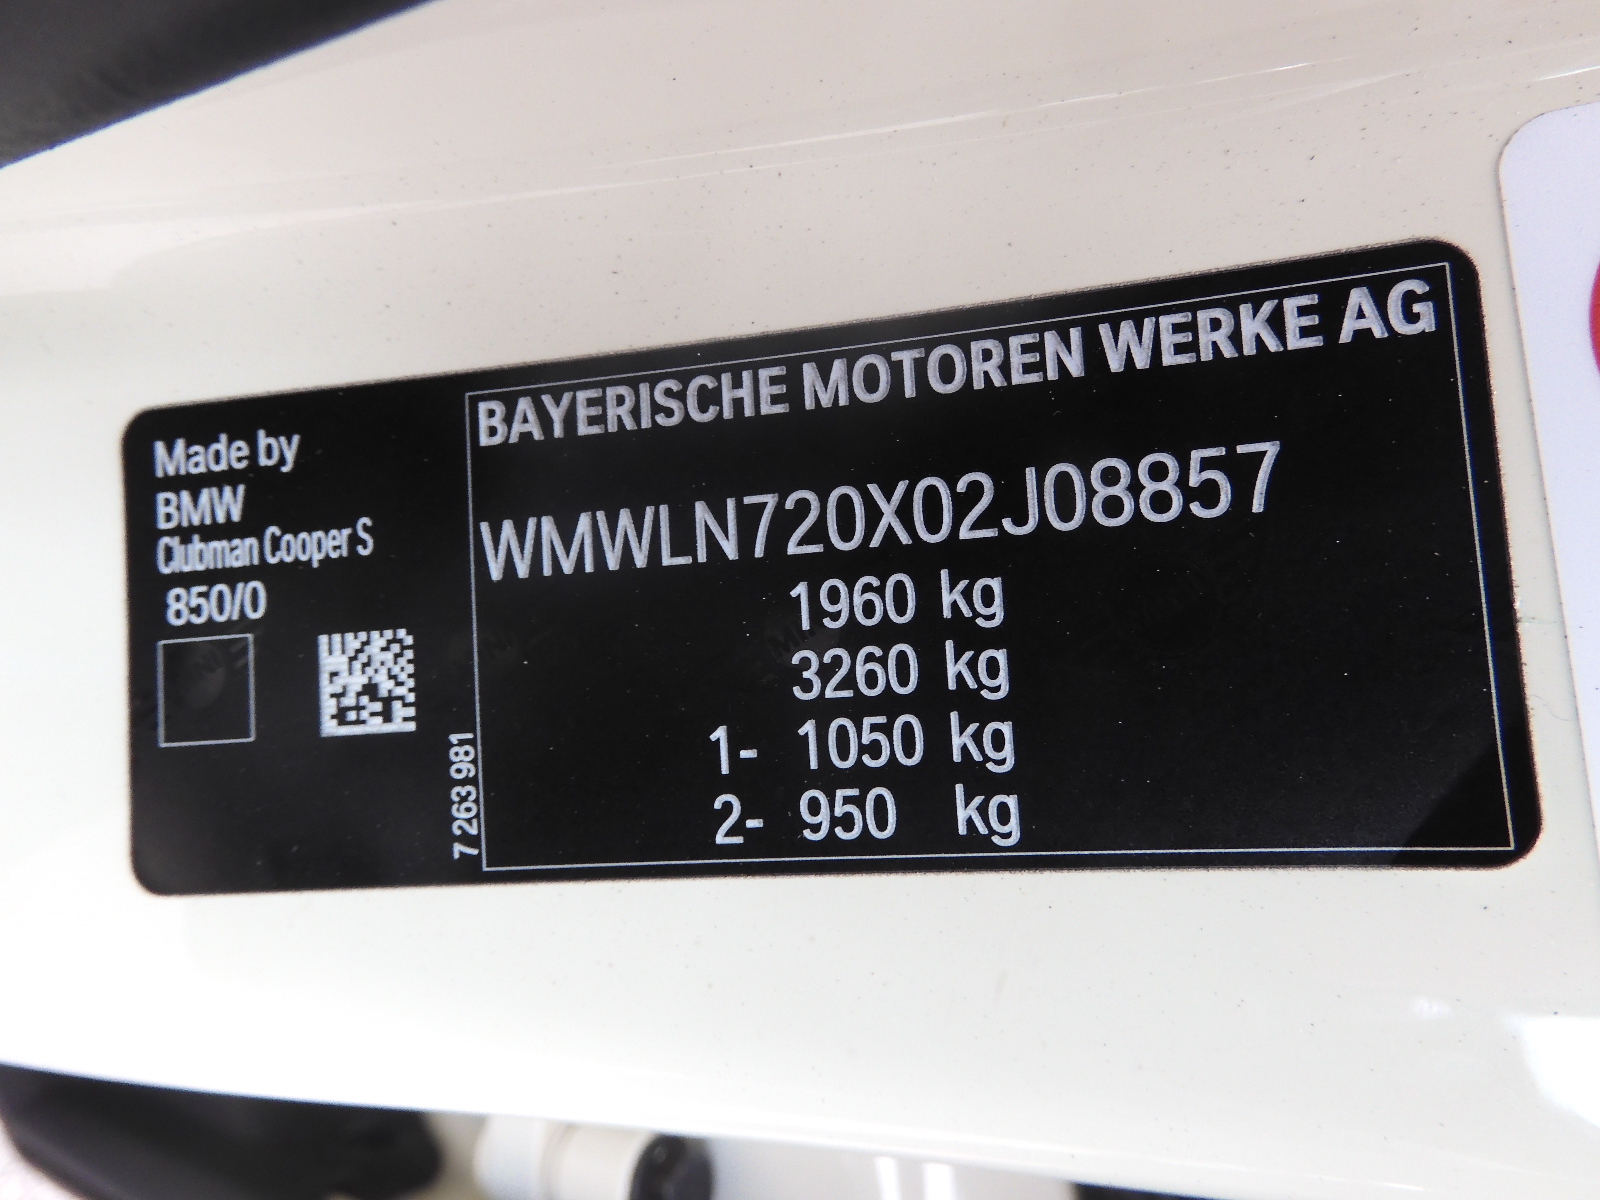 Made by
BMW
Clubman Cooper S
850/0
7 263 981
BAYERISCHE MOTOREN WERKE AG
WMWLN720X02J08857
1960 kg
3260 kg
1- 1050 kg
2- 950 kg